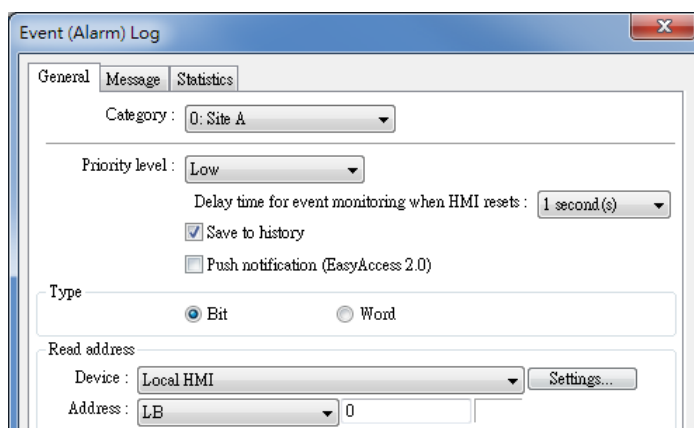 Event (Alarm) Log
General Message Statistics
Category : 0: Site A
Priority level : Low
Delay time for event monitoring when HMI resets : 1 second(s)
Save to history
Push notification (EasyAccess 2.0)
Type
Bit Word
Read address
Device : Local HMI Settings...
Address : LB 0